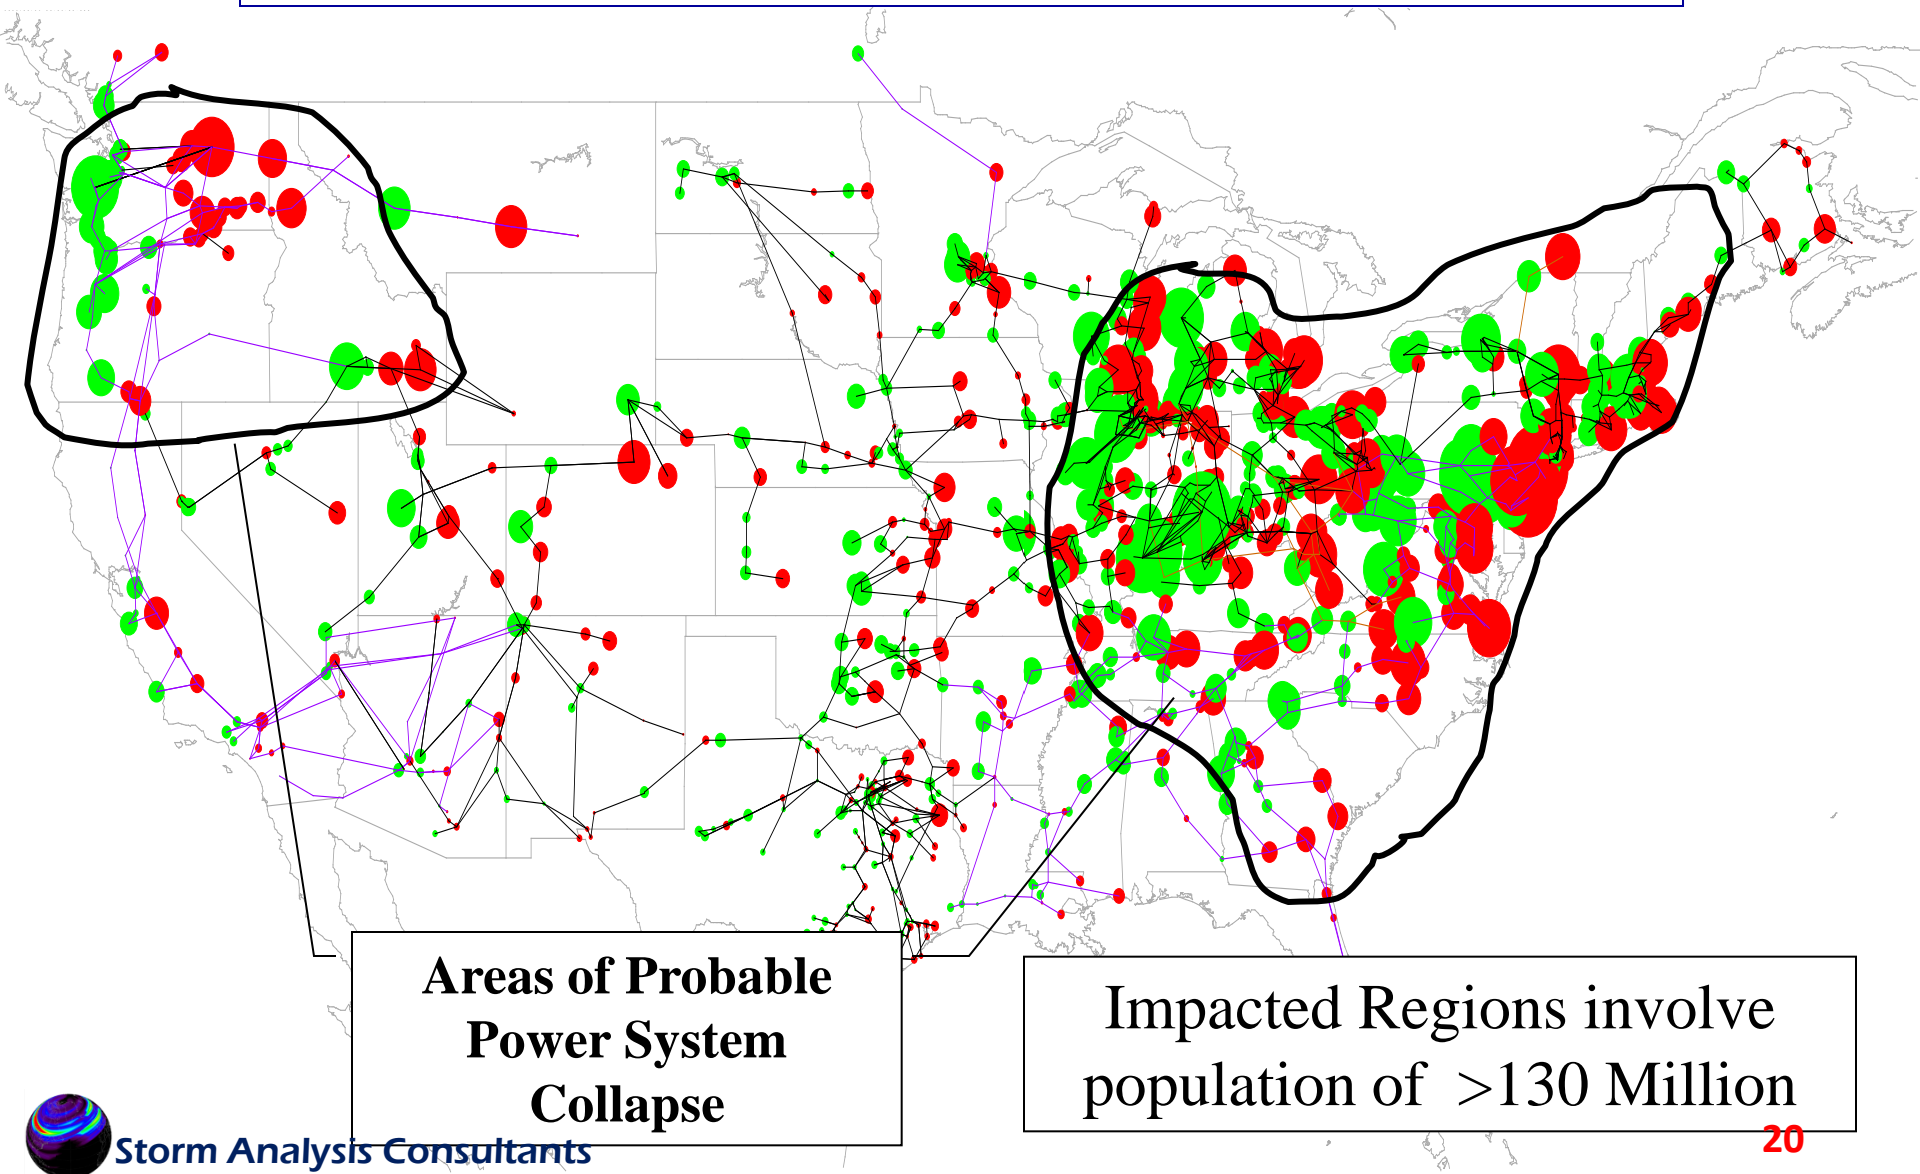 Areas of Probable
Power System
Collapse
Impacted Regions involve
population of >130 Million
20
Storm Analysis Consultants